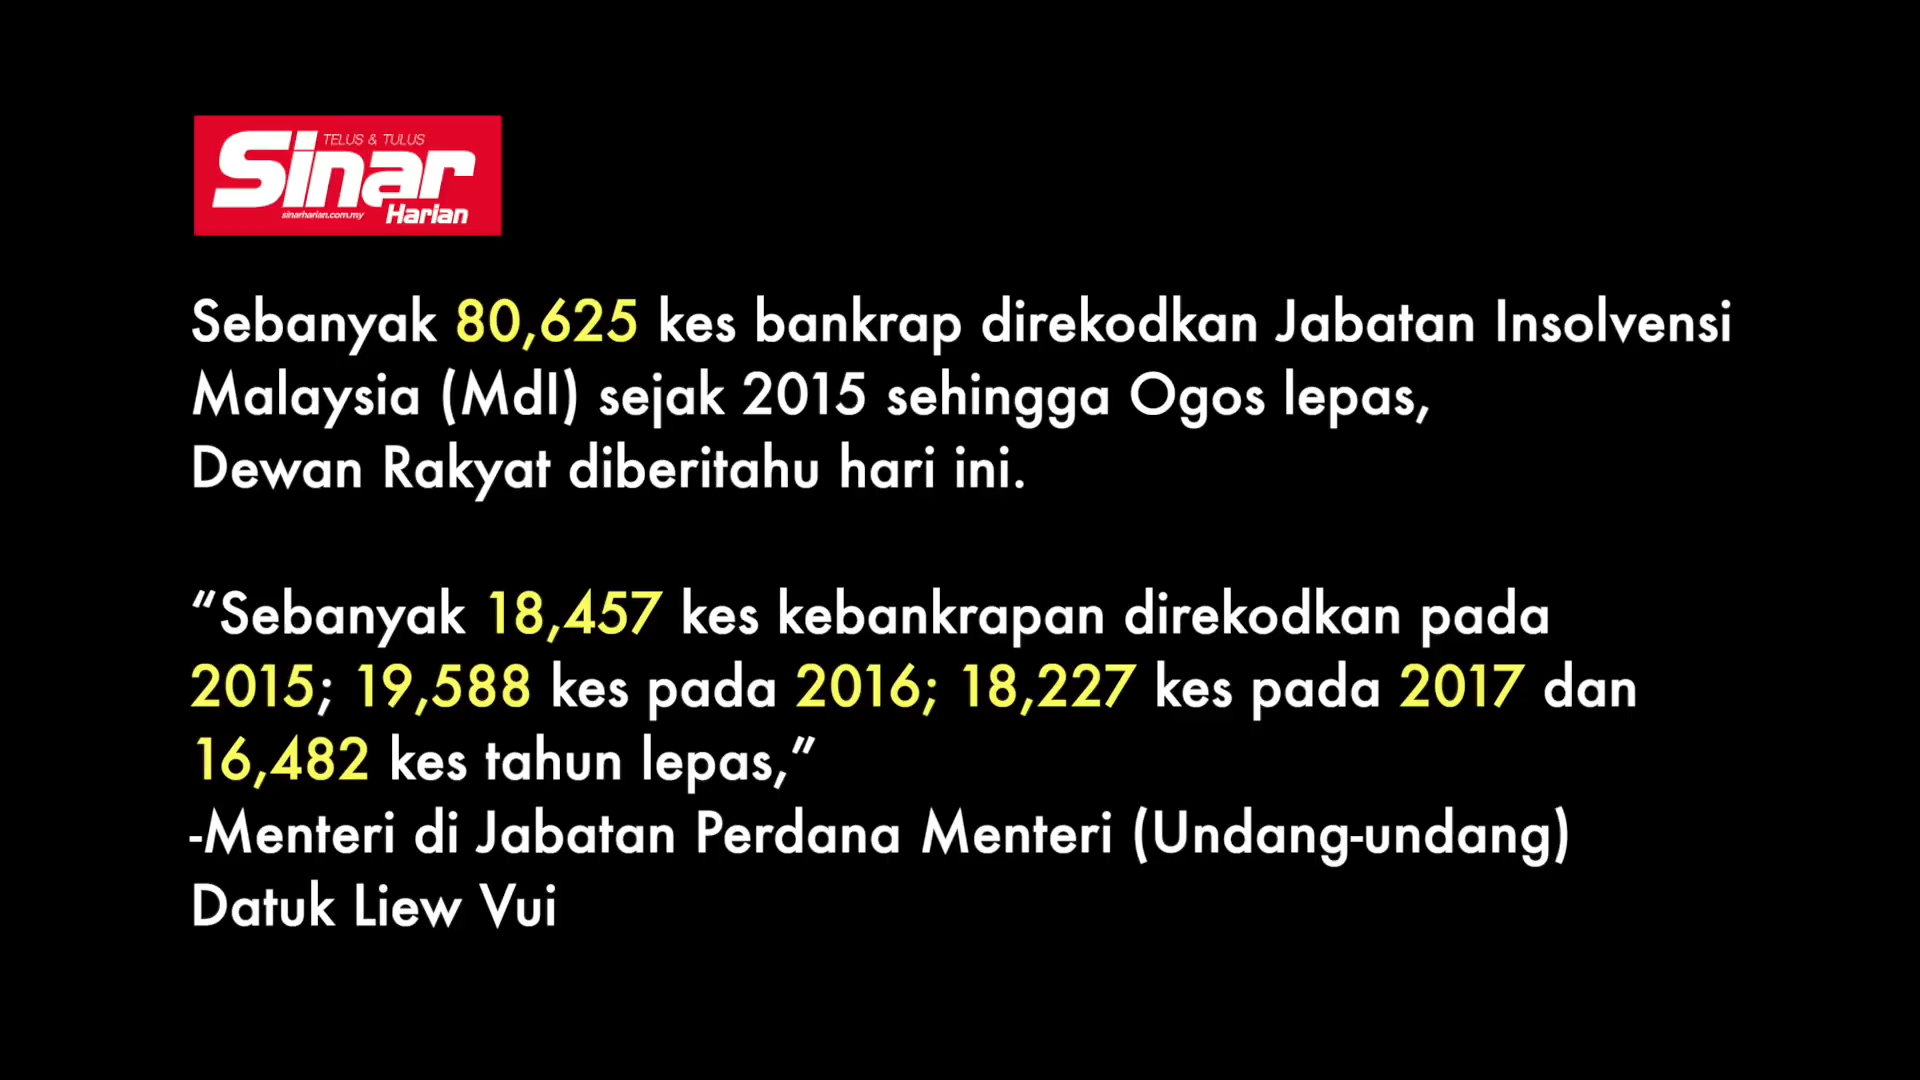 TELUS & TULUS
Sinar
sinarharian.com.my Harian
Sebanyak 80,625 kes bankrap direkodkan Jabatan Insolvensi
Malaysia (MdI) sejak 2015 sehingga Ogos lepas,
Dewan Rakyat diberitahu hari ini.
“Sebanyak 18,457 kes kebankrapan direkodkan pada
2015; 19,588 kes pada 2016; 18,227 kes pada 2017 dan
16,482 kes tahun lepas,”
-Menteri di Jabatan Perdana Menteri (Undang-undang)
Datuk Liew Vui